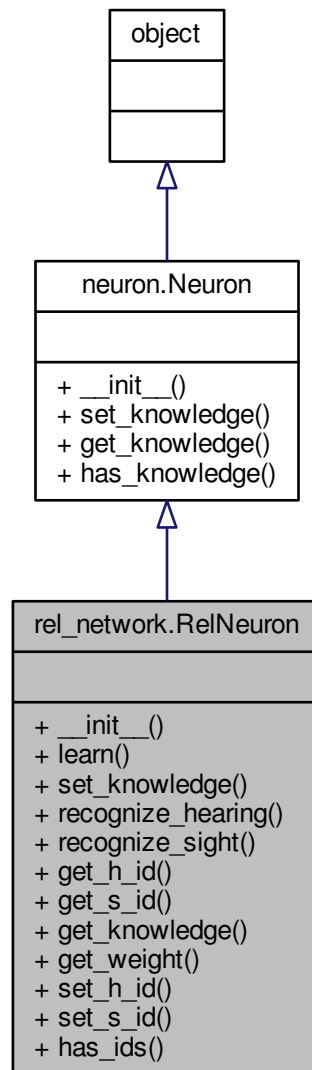 object
neuron.Neuron
+ __init__()
+ set_knowledge()
+ get_knowledge()
+ has_knowledge()
rel_network.RelNeuron
+ __init__()
+ learn()
+ set_knowledge()
+ recognize_hearing()
+ recognize_sight()
+ get_h_id()
+ get_s_id()
+ get_knowledge()
+ get_weight()
+ set_h_id()
+ set_s_id()
+ has_ids()